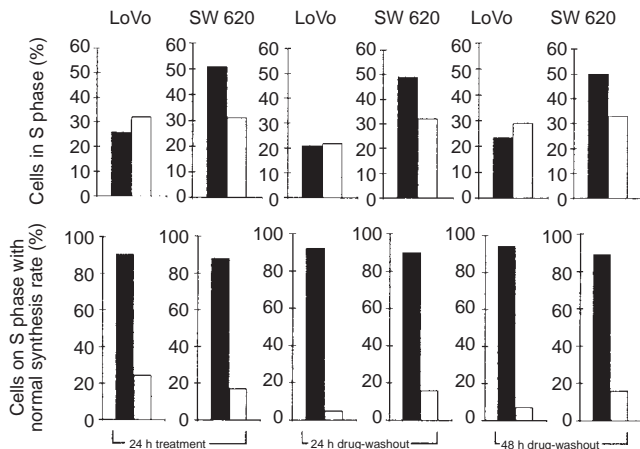 LoVo SW 620 LoVo SW 620 LoVo SW 620
Cells in S phase (%)
60 60 60 60 60 60
50 50 50 50 50 50
40 40 40 40 40 40
30 30 30 30 30 30
20 20 20 20 20 20
10 10 10 10 10 10
0 0 0 0 0 0
Cells on S phase with
normal synthesis rate (%)
100 100 100 100 100 100
80 80 80 80 80 80
60 60 60 60 60 60
40 40 40 40 40 40
20 20 20 20 20 20
0 0 0 0 0 0
24 h treatment 24 h drug-washout 48 h drug-washout